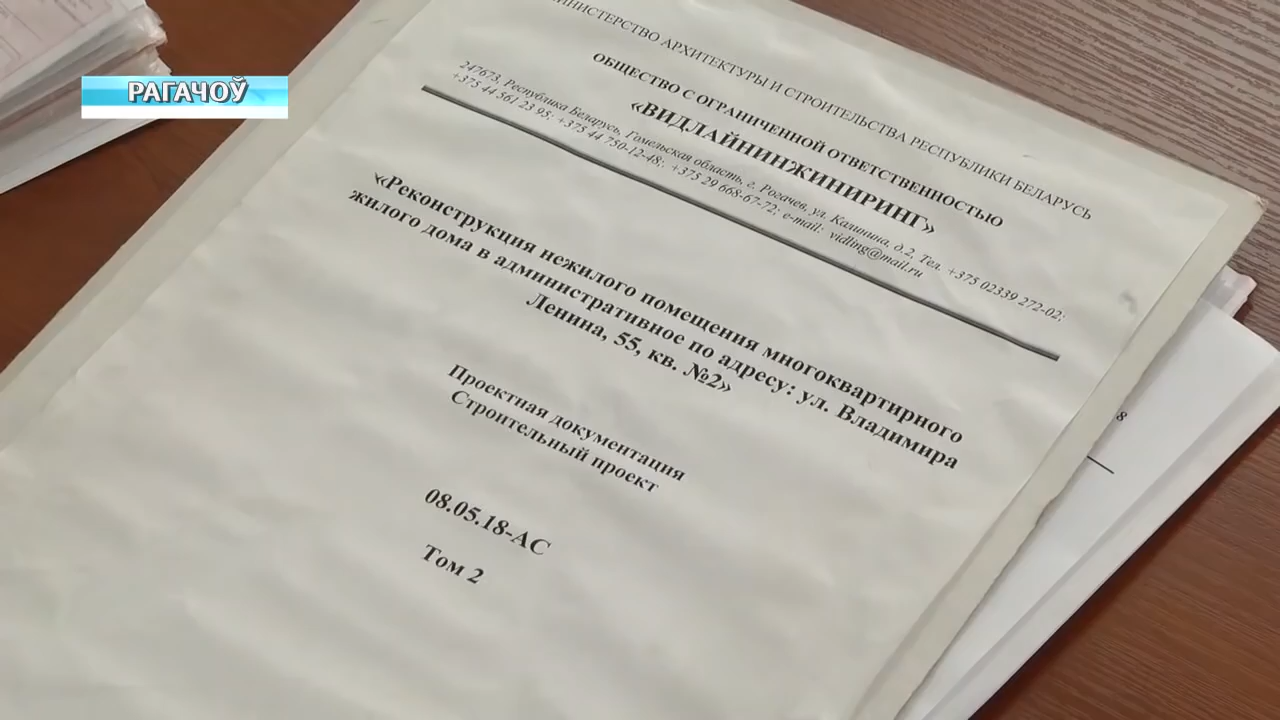 РАГАЧОЎ
МИНИСТЕРСТВО АРХИТЕКТУРЫ И СТРОИТЕЛЬСТВА РЕСПУБЛИКИ БЕЛАРУСЬ
ОБЩЕСТВО С ОГРАНИЧЕННОЙ ОТВЕТСТВЕННОСТЬЮ
«ВИДЛАЙНИНЖИНИРИНГ»
247673, Республика Беларусь, Гомельская область, г. Рогачев, ул. Калинина, д.2, Тел. +375 02339 272-02;
+375 44 561 23 95; +375 44 750-12-48; +375 29 668-67-72; e-mail: vidling@mail.ru
«Реконструкция нежилого помещения многоквартирного
жилого дома в административное по адресу: ул. Владимира
Ленина, 55, кв. №2»
Проектная документация
Строительный проект
08.05.18-АС
Том 2
8